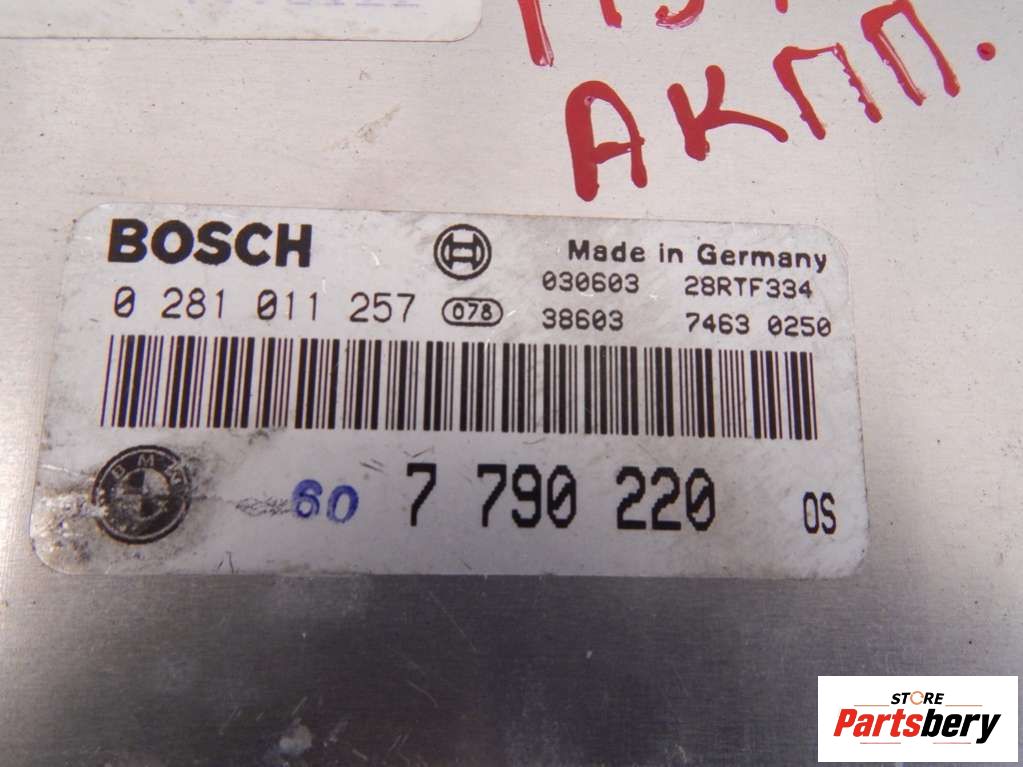 АКПП.
BOSCH
Made in Germany
0 281 011 257 078
030603 28RTF334
38603 7463 0250
BMW
60 7 790 220 OS
STORE
Partsbery